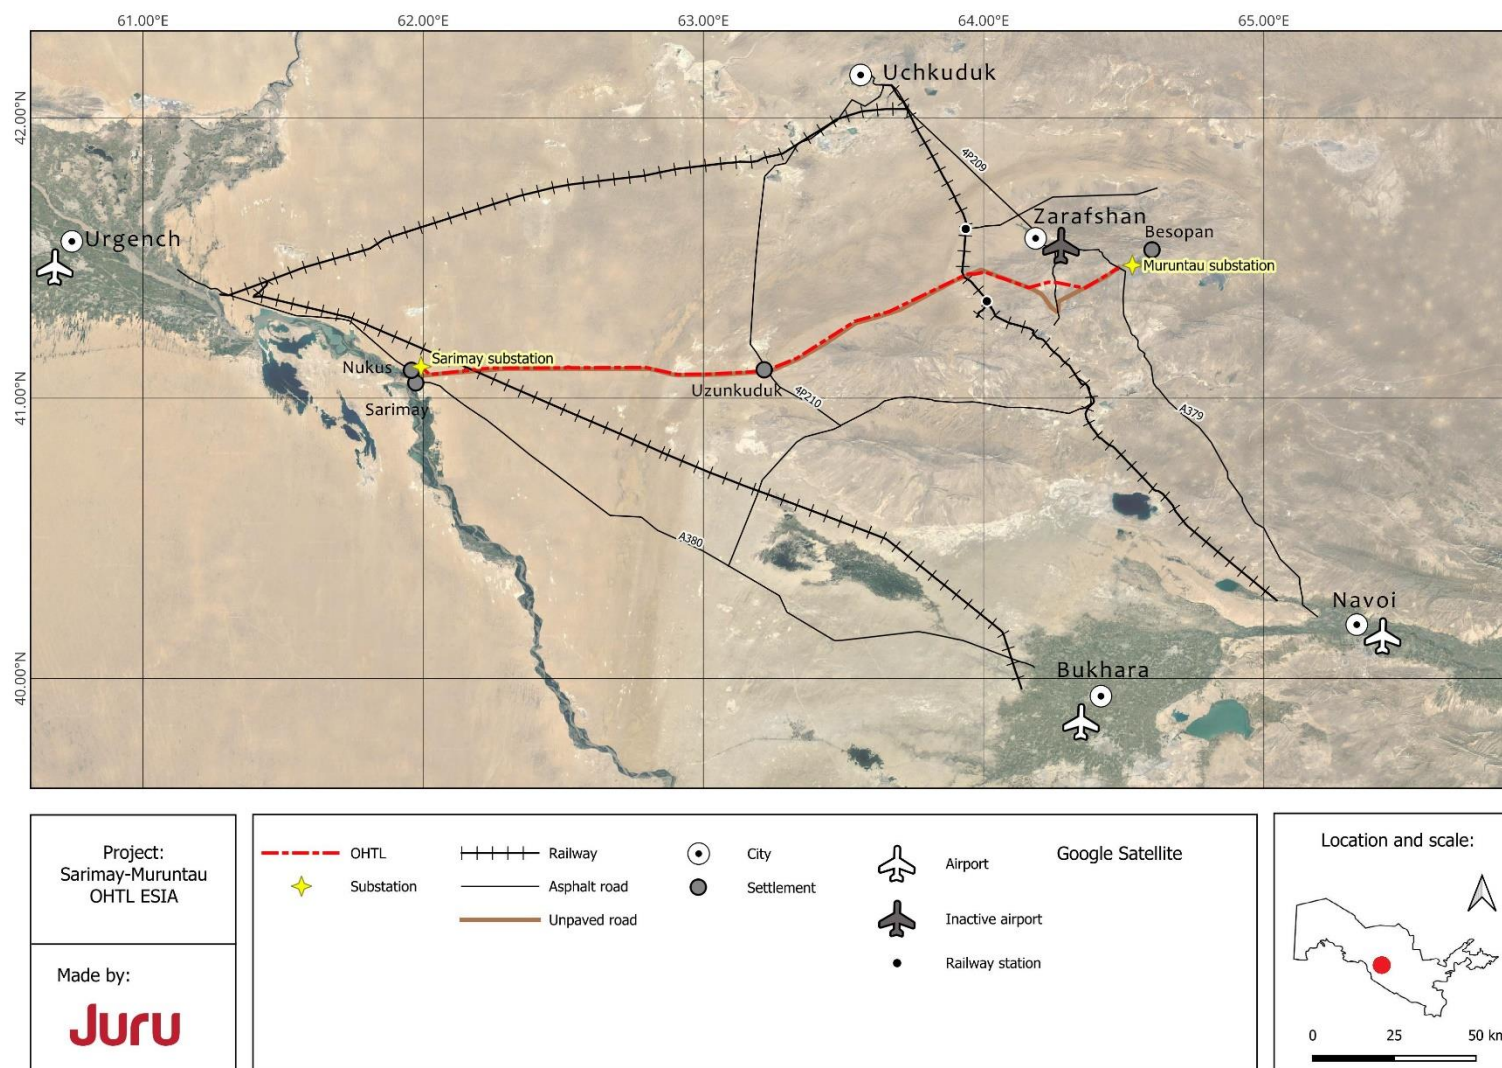 61.00°E
62.00°E
63.00°E
64.00°E
65.00°E
42.00°N
41.00°N
40.00°N
Uchkuduk
4P209
Zarafshan
Besopan
Urgench
Muruntau substation
Sarimay substation
Nukus
Uzunkuduk
4P210
Sarimay
A379
A380
Navoi
Bukhara
Project:
Sarimay-Muruntau
OHTL ESIA
Made by:
Juru
OHTL
Substation
Railway
Asphalt road
Unpaved road
City
Settlement
Airport
Inactive airport
Railway station
Google Satellite
Location and scale:
0
25
50 km